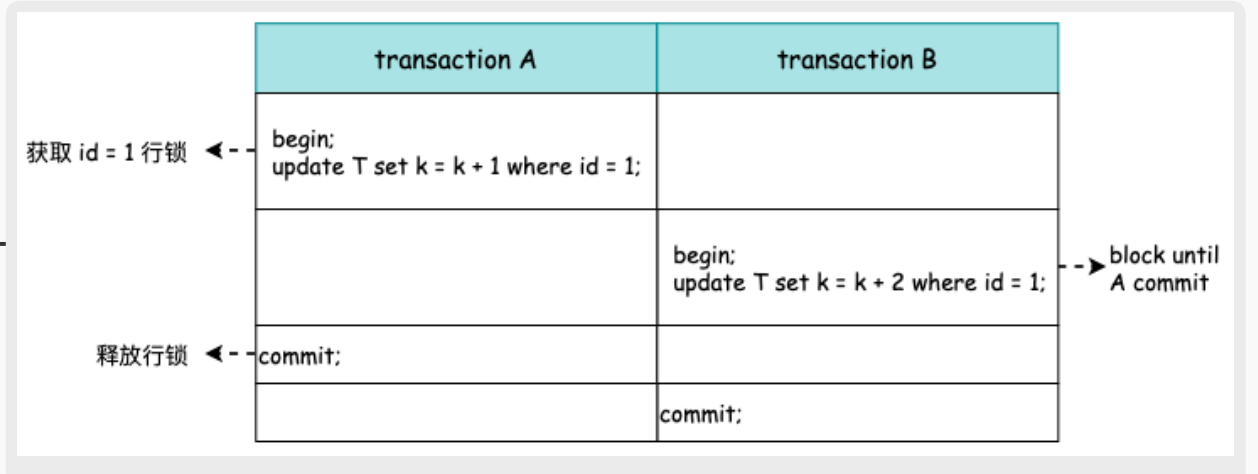 transaction A
transaction B
获取 id = 1 行锁
begin;
update T set k = k + 1 where id = 1;
begin;
update T set k = k + 2 where id = 1;
block until
A commit
释放行锁
commit;
commit;